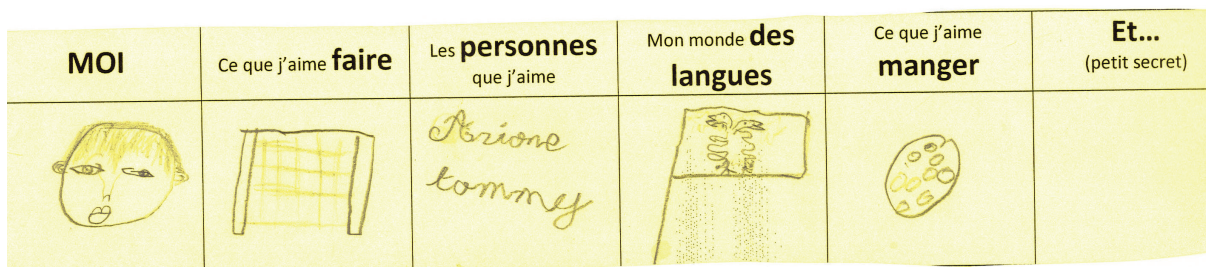 MOI
Ce que j'aime faire
Les personnes
que j'aime
Mon monde des
langues
Ce que j'aime
manger
Et...
(petit secret)
Arione
tommy